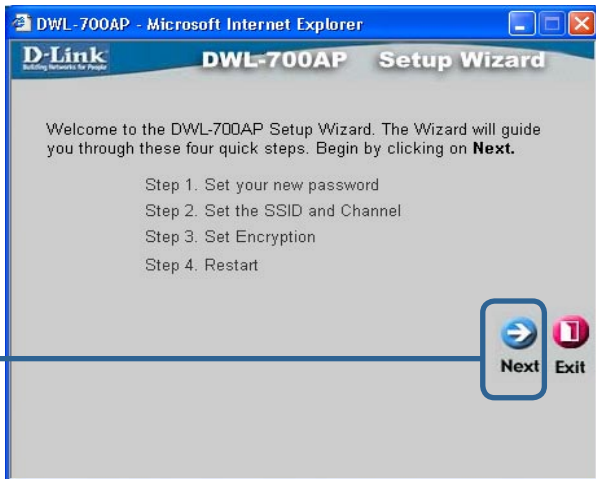 DWL-700AP - Microsoft Internet Explorer
D-Link
Building Networks for People
DWL-700AP Setup Wizard
Welcome to the DWL-700AP Setup Wizard. The Wizard will guide
you through these four quick steps. Begin by clicking on Next.
Step 1. Set your new password
Step 2. Set the SSID and Channel
Step 3. Set Encryption
Step 4. Restart
Next Exit